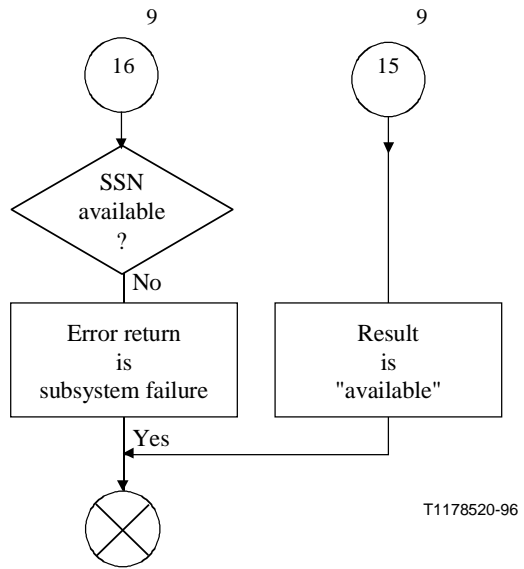 9
9
16
15
SSN
available
?
No
Error return
is
subsystem failure
Result
is
"available"
Yes
T1178520-96